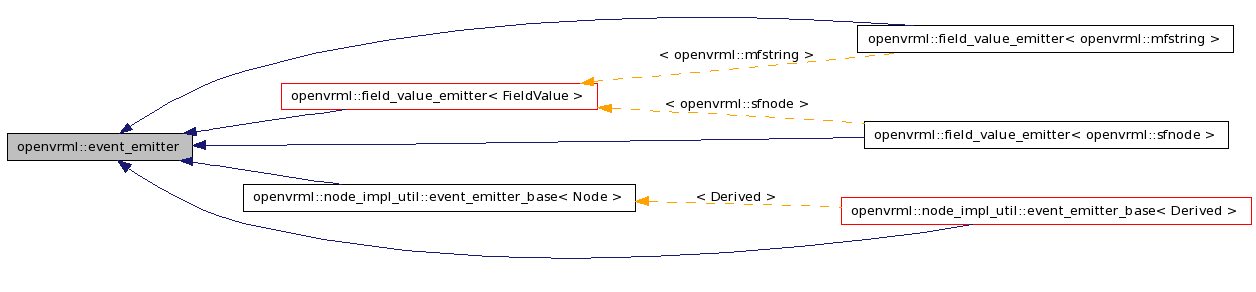 openvrml::field_value_emitter< openvrml::mfstring >
< openvrml::mfstring >
openvrml::field_value_emitter< FieldValue >
< openvrml::sfnode >
openvrml::field_value_emitter< openvrml::sfnode >
openvrml::event_emitter
openvrml::node_impl_util::event_emitter_base< Node >
< Derived >
openvrml::node_impl_util::event_emitter_base< Derived >